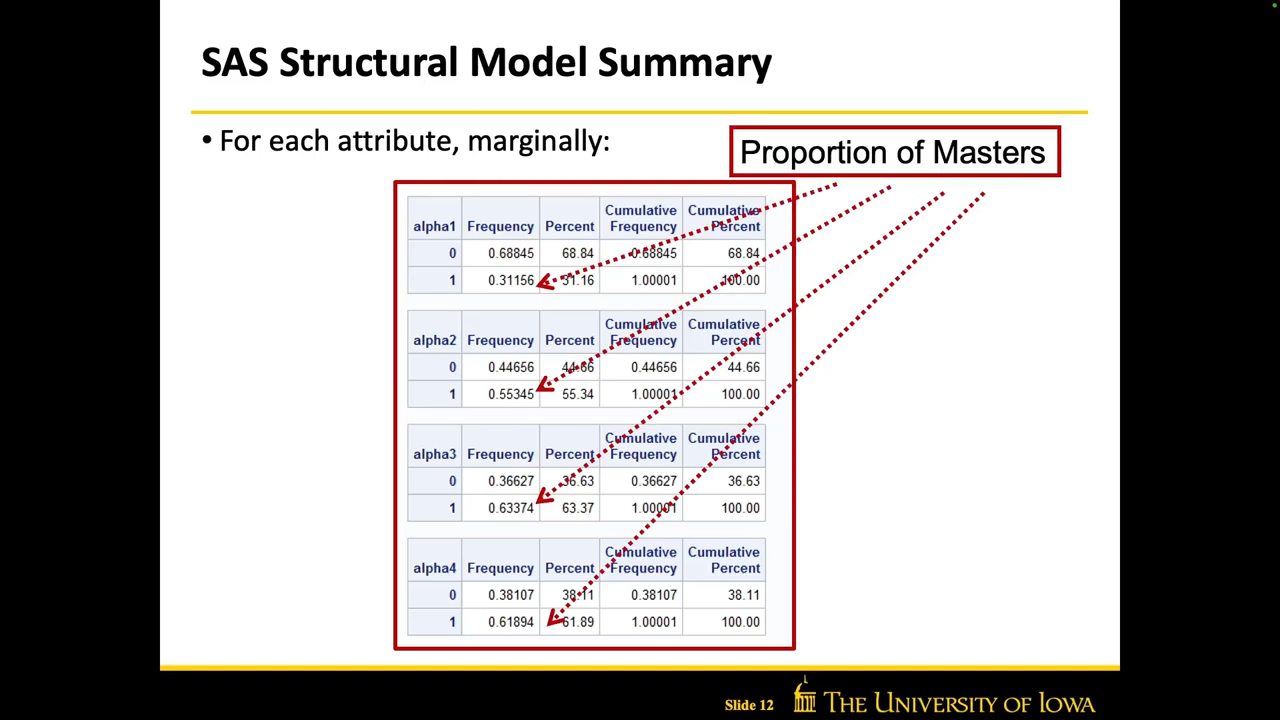 SAS Structural Model Summary
• For each attribute, marginally:
Proportion of Masters
alpha1 Frequency Percent Cumulative Frequency Cumulative Percent
0 0.68845 68.84 0.68845 68.84
1 0.31156 31.16 1.00001 100.00
alpha2 Frequency Percent Cumulative Frequency Cumulative Percent
0 0.44656 44.66 0.44656 44.66
1 0.55345 55.34 1.00001 100.00
alpha3 Frequency Percent Cumulative Frequency Cumulative Percent
0 0.36627 36.63 0.36627 36.63
1 0.63374 63.37 1.00001 100.00
alpha4 Frequency Percent Cumulative Frequency Cumulative Percent
0 0.38107 38.11 0.38107 38.11
1 0.61894 61.89 1.00001 100.00
Slide 12
THE UNIVERSITY OF IOWA